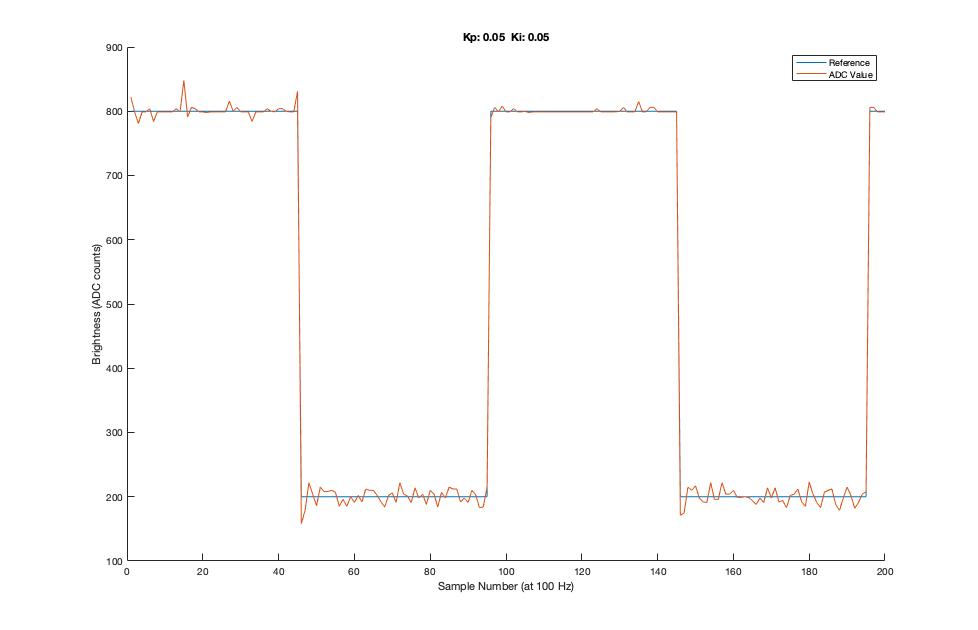 Kp: 0.05 Ki: 0.05
900
Reference
ADC Value
800
700
600
500
400
300
200
100
Brightness (ADC counts)
0 20 40 60 80 100 120 140 160 180 200
Sample Number (at 100 Hz)